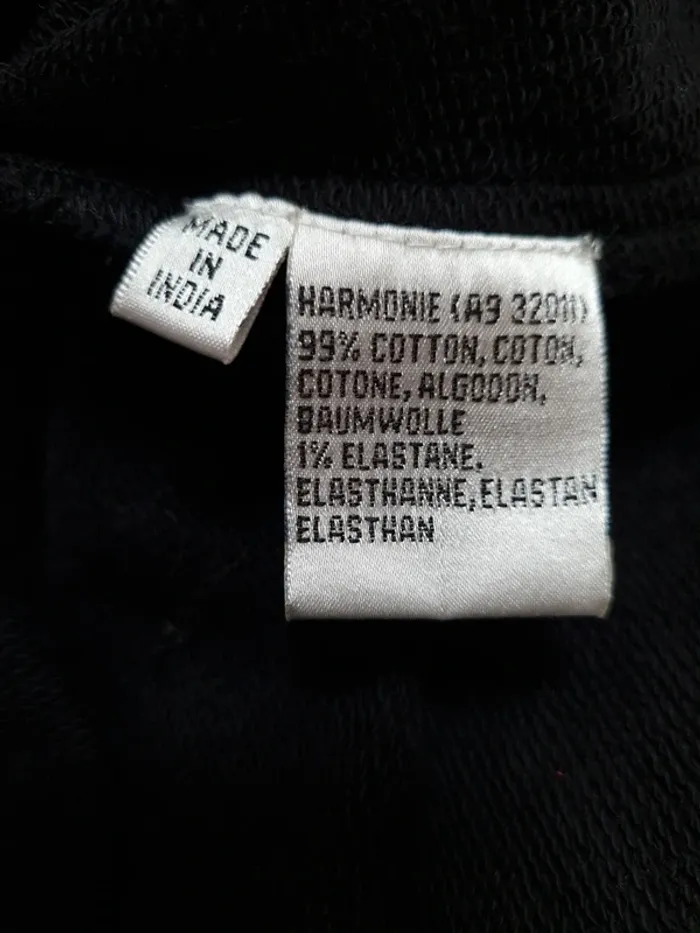 MADE
IN
INDIA
HARMONIE (A9 32011)
99% COTTON, COTON,
COTONE, ALGODON,
BAUMWOLLE
1% ELASTANE.
ELASTHANNE, ELASTAN
ELASTHAN